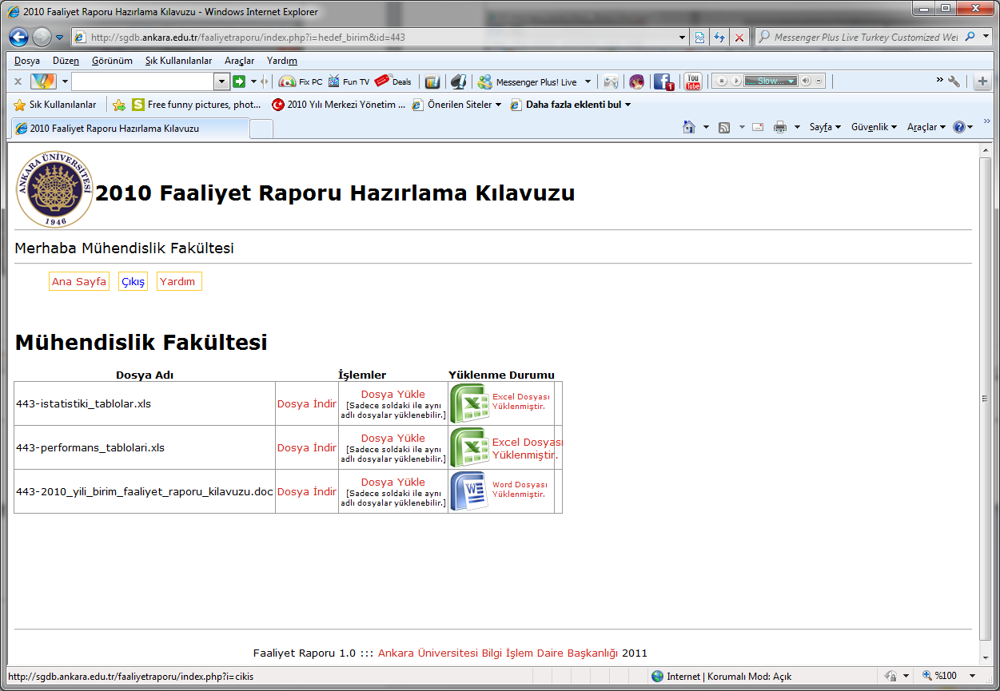 2010 Faaliyet Raporu Hazırlama Kılavuzu - Windows Internet Explorer
http://sgdb.ankara.edu.tr/faaliyetraporu/index.php?i=hedef_birim&id=443
Messenger Plus Live Turkey Customized Wel
Dosya Düzen Görünüm Sık Kullanılanlar Araçlar Yardım
Fix PC Fun TV Deals Messenger Plus! Live 1 You Tube Slow...
Sık Kullanılanlar Free funny pictures, phot... 2010 Yılı Merkezi Yönetim ... Önerilen Siteler Daha fazla eklenti bul
2010 Faaliyet Raporu Hazırlama Kılavuzu Sayfa Güvenlik Araçlar
ANKARA ÜNİVERSİTESİ
1946
2010 Faaliyet Raporu Hazırlama Kılavuzu
Merhaba Mühendislik Fakültesi
Ana Sayfa Çıkış Yardım
Mühendislik Fakültesi
Dosya Adı İşlemler Yüklenme Durumu
443-istatistiki_tablolar.xls Dosya İndir Dosya Yükle
[Sadece soldaki ile aynı
adlı dosyalar yüklenebilir.]
Excel Dosyası
Yüklenmiştir.
443-performans_tablolari.xls Dosya İndir Dosya Yükle
[Sadece soldaki ile aynı
adlı dosyalar yüklenebilir.]
Excel Dosyası
Yüklenmiştir.
443-2010_yili_birim_faaliyet_raporu_kilavuzu.doc Dosya İndir Dosya Yükle
[Sadece soldaki ile aynı
adlı dosyalar yüklenebilir.]
Word Dosyası
Yüklenmiştir.
Faaliyet Raporu 1.0 ::: Ankara Üniversitesi Bilgi İşlem Daire Başkanlığı 2011
http://sgdb.ankara.edu.tr/faaliyetraporu/index.php?i=cikis
Internet | Korumalı Mod: Açık
%100